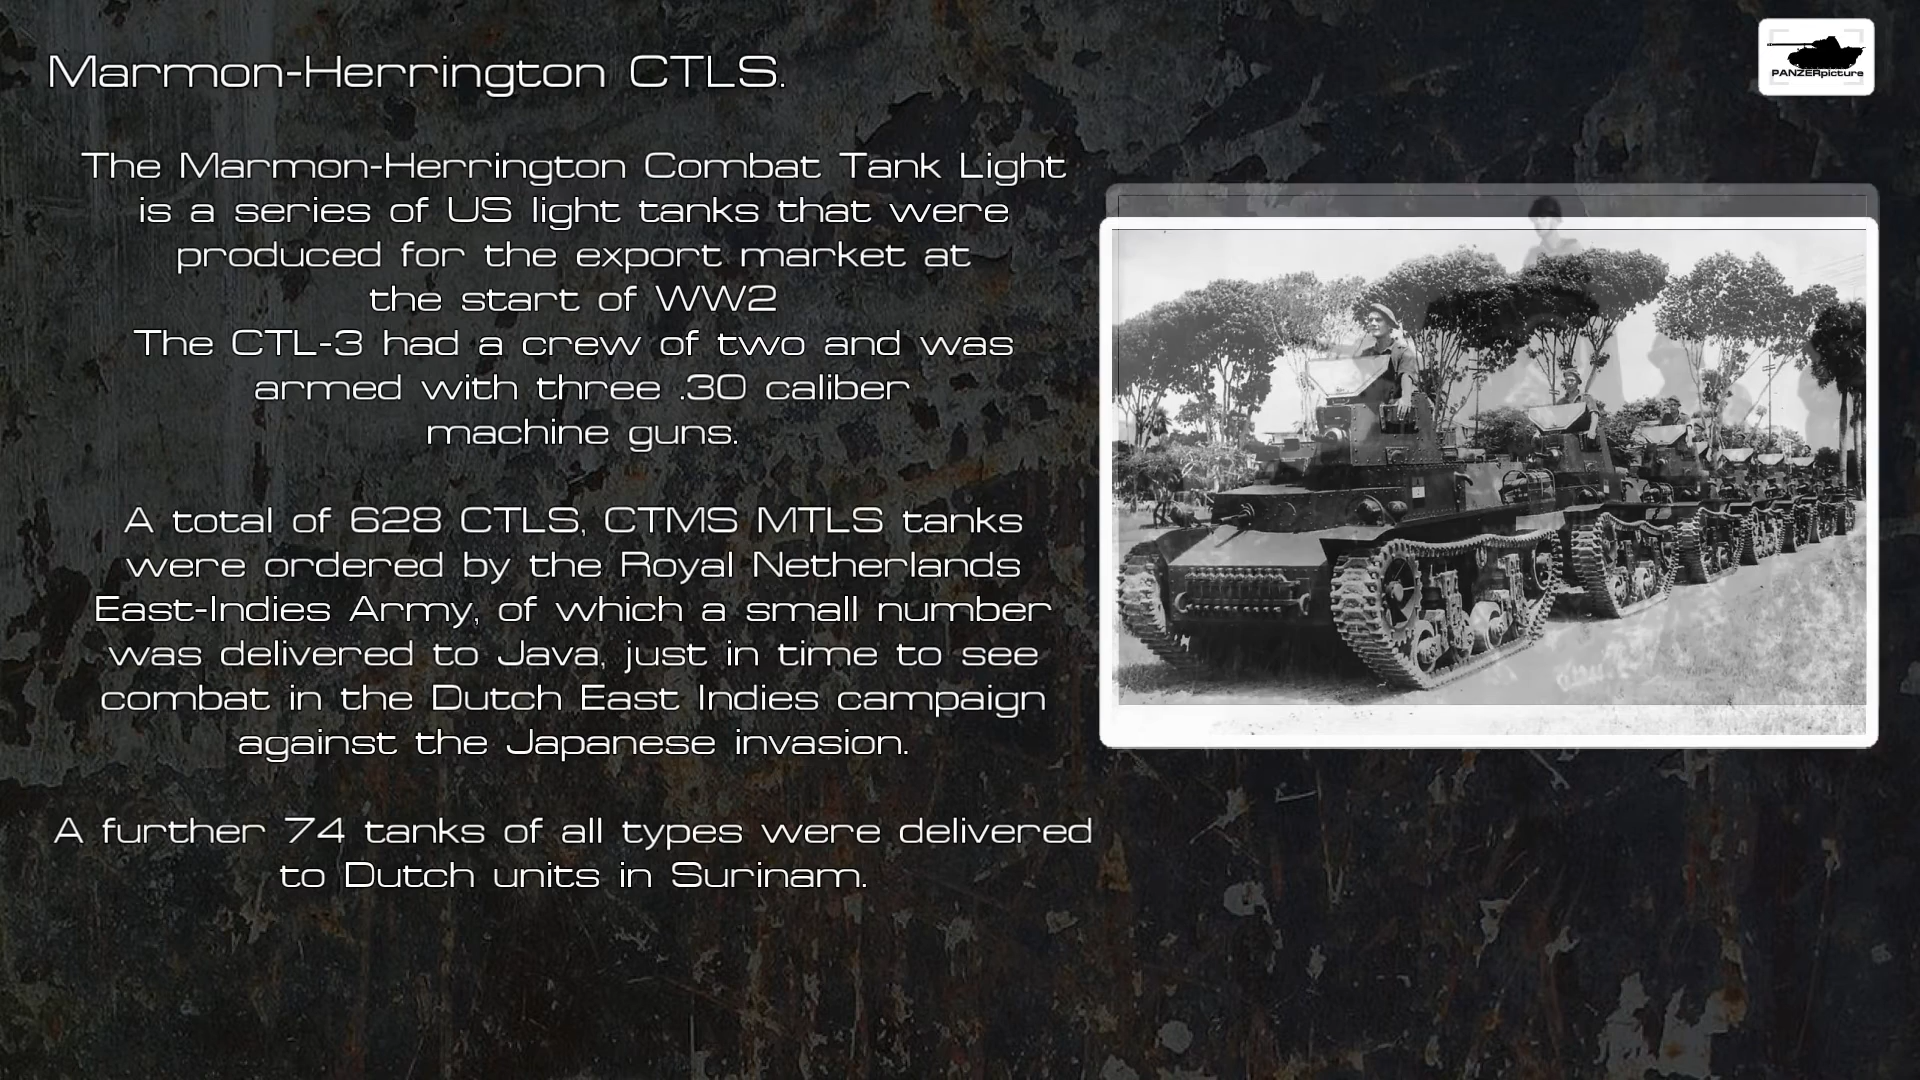 Marmon-Herrington CTLS.
PANZERpicture
The Marmon-Herrington Combat Tank Light
is a series of US light tanks that were
produced for the export market at
the start of WW2
The CTL-3 had a crew of two and was
armed with three .30 caliber
machine guns.
A total of 628 CTLS, CTMS MTLS tanks
were ordered by the Royal Netherlands
East-Indies Army, of which a small number
was delivered to Java, just in time to see
combat in the Dutch East Indies campaign
against the Japanese invasion.
A further 74 tanks of all types were delivered
to Dutch units in Surinam.